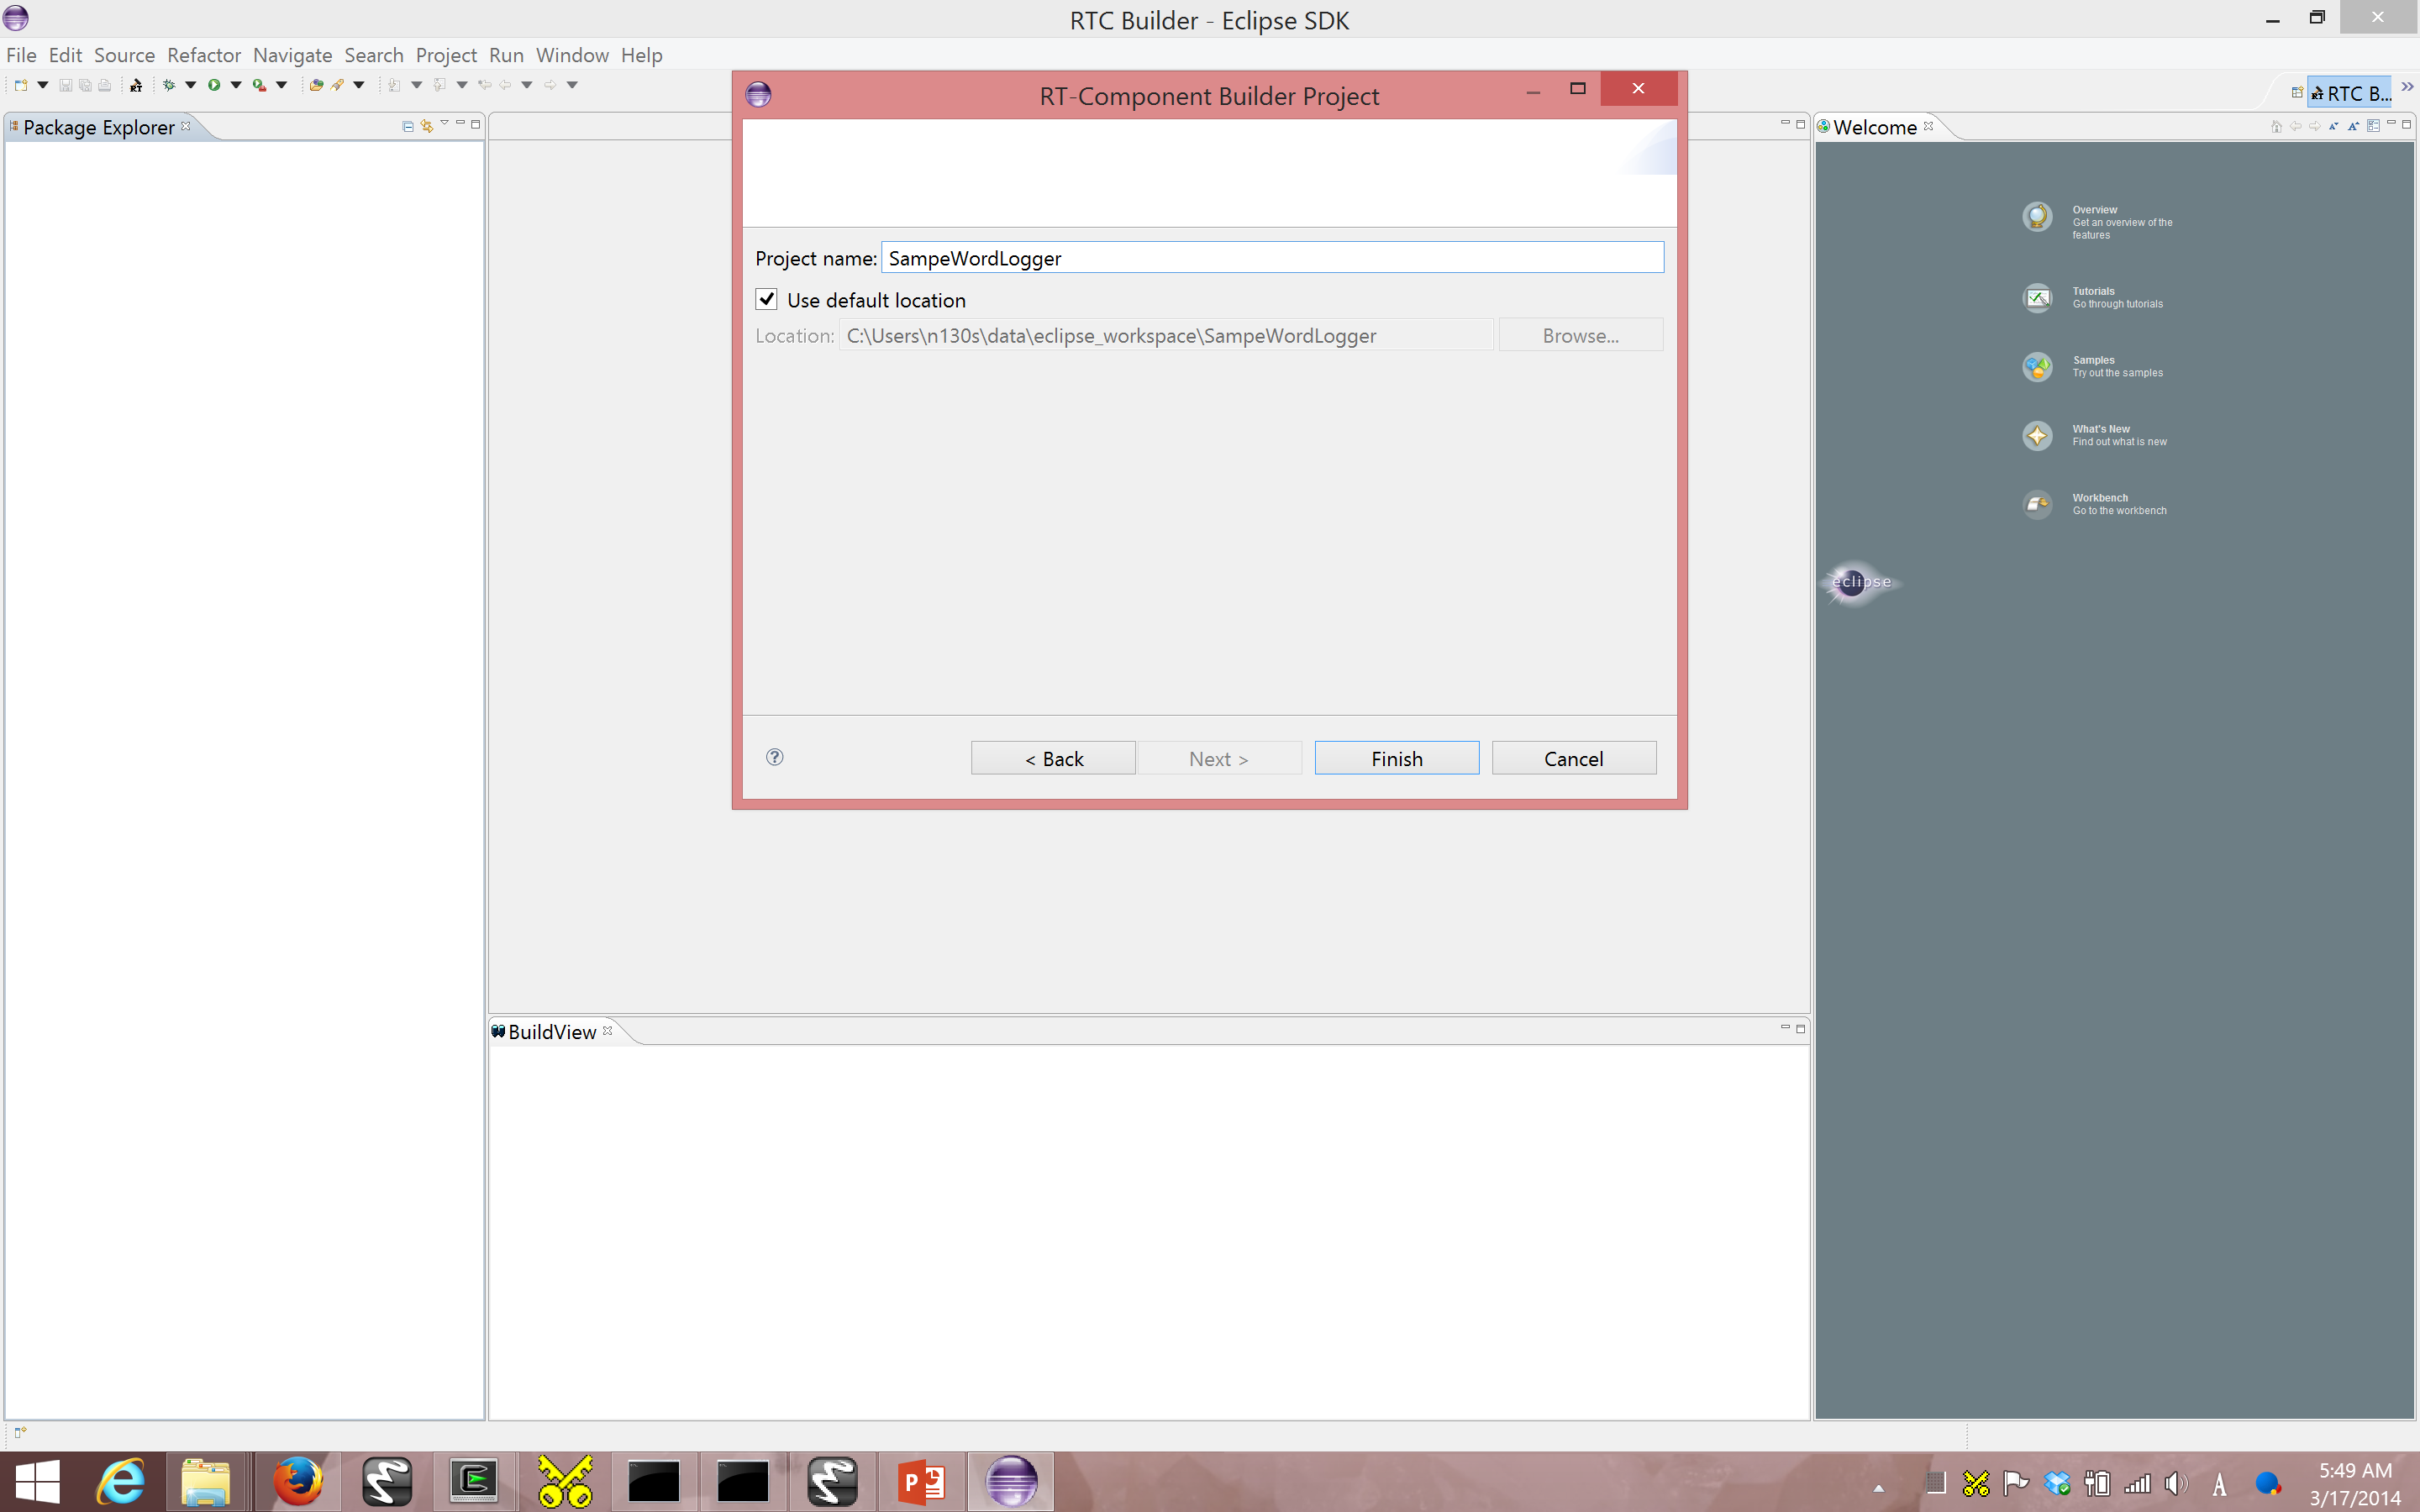 RTC Builder - Eclipse SDK
File Edit Source Refactor Navigate Search Project Run Window Help
RTC B...
Package Explorer
RT-Component Builder Project
Project name: SampeWordLogger
Use default location
Location: C:\Users\n130s\data\eclipse_workspace\SampeWordLogger Browse...
< Back Next > Finish Cancel
Welcome
Overview
Get an overview of the
features
Tutorials
Go through tutorials
Samples
Try out the samples
What's New
Find out what is new
Workbench
Go to the workbench
eclipse
BuildView
A
5:49 AM
3/17/2014